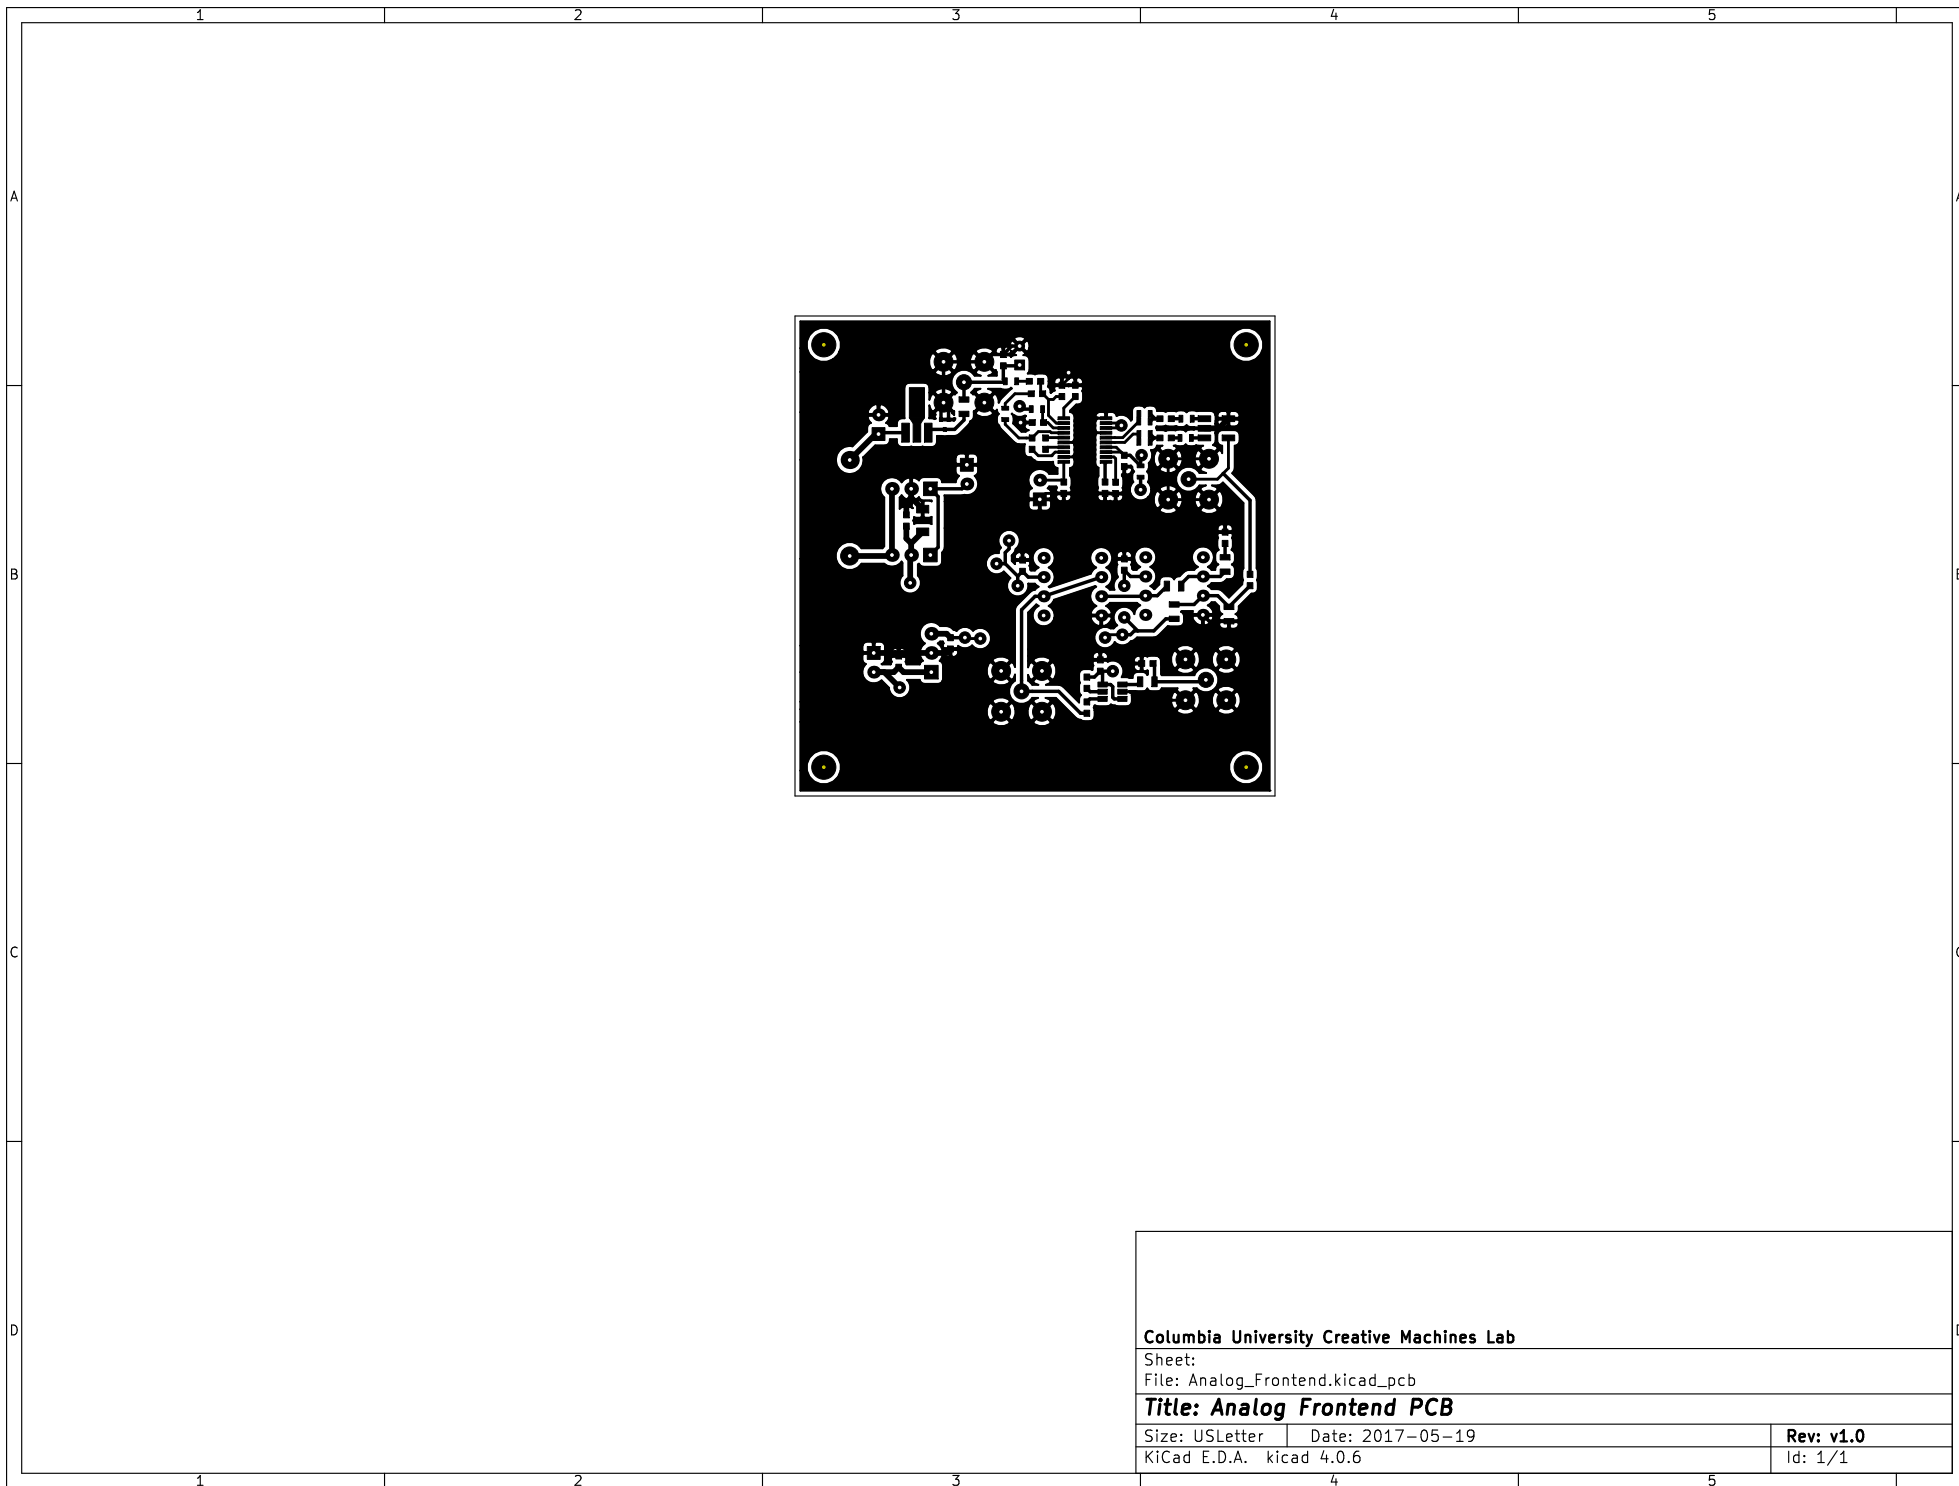 1 2 3 4 5
A A
B B
C C
D D
Columbia University Creative Machines Lab
Sheet:
File: Analog_Frontend.kicad_pcb
Title: Analog Frontend PCB
Size: USLetter Date: 2017-05-19 Rev: v1.0
KiCad E.D.A. kicad 4.0.6 Id: 1/1
1 2 3 4 5